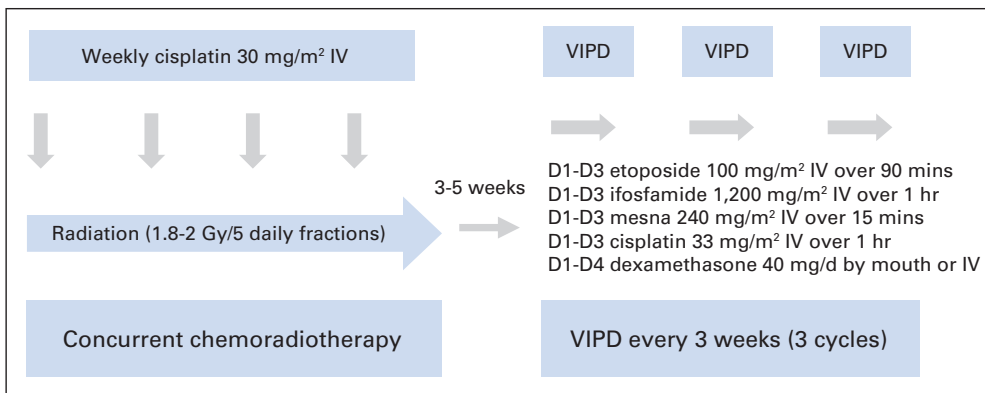 Weekly cisplatin 30 mg/m² IV
Radiation (1.8-2 Gy/5 daily fractions)
Concurrent chemoradiotherapy
3-5 weeks
VIPD
VIPD
VIPD
D1-D3 etoposide 100 mg/m² IV over 90 mins
D1-D3 ifosfamide 1,200 mg/m² IV over 1 hr
D1-D3 mesna 240 mg/m² IV over 15 mins
D1-D3 cisplatin 33 mg/m² IV over 1 hr
D1-D4 dexamethasone 40 mg/d by mouth or IV
VIPD every 3 weeks (3 cycles)